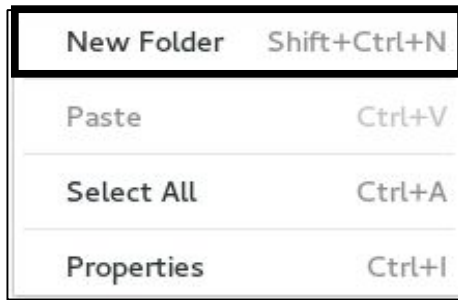 New Folder Shift+Ctrl+N
Paste Ctrl+V
Select All Ctrl+A
Properties Ctrl+I